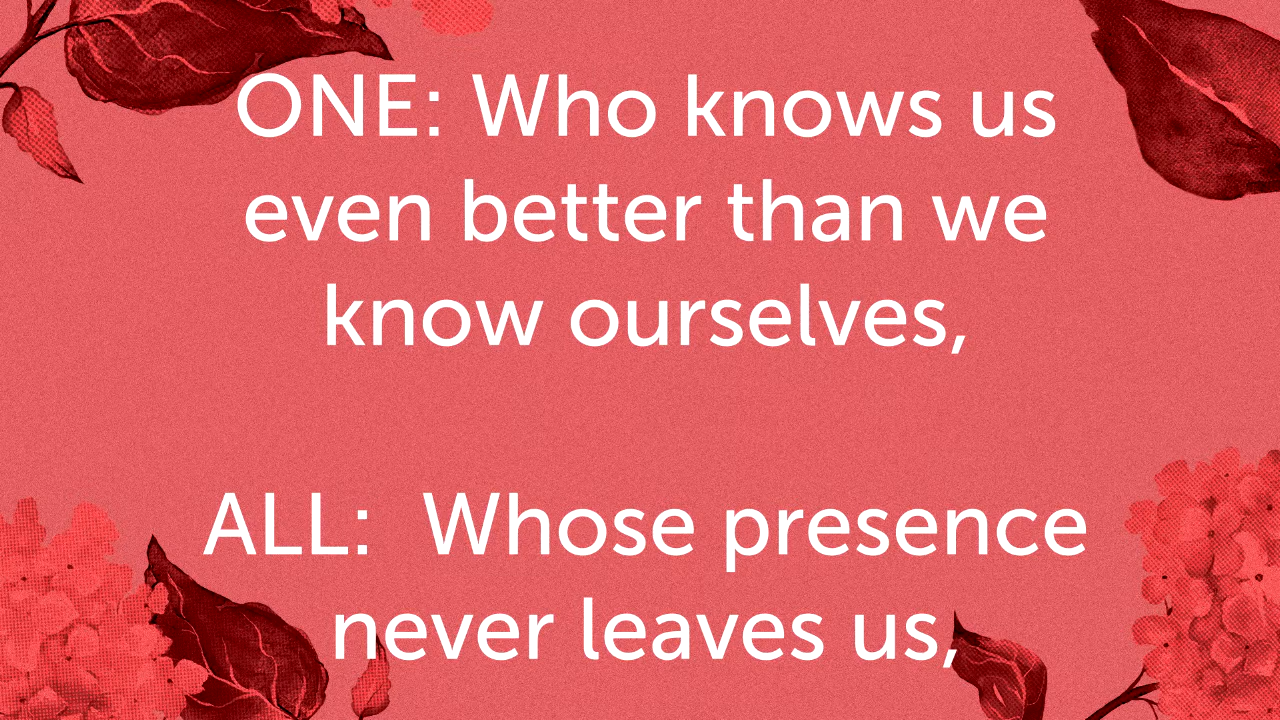 ONE: Who knows us
even better than we
know ourselves,
ALL:  Whose presence
never leaves us,